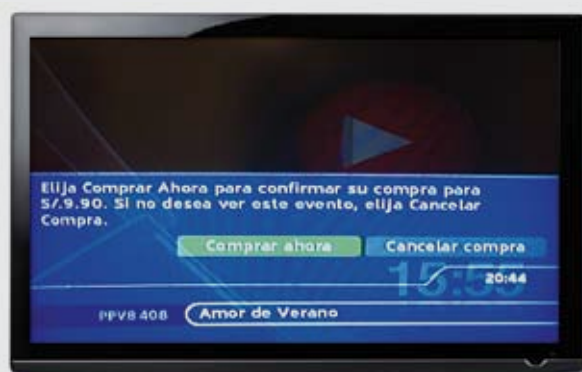 Elija Comprar Ahora para confirmar su compra para
S/.9.90. Si no desea ver este evento, elija Cancelar
Compra.
Comprar ahora Cancelar compra
15:55
20:44
PPV8 408 Amor de Verano